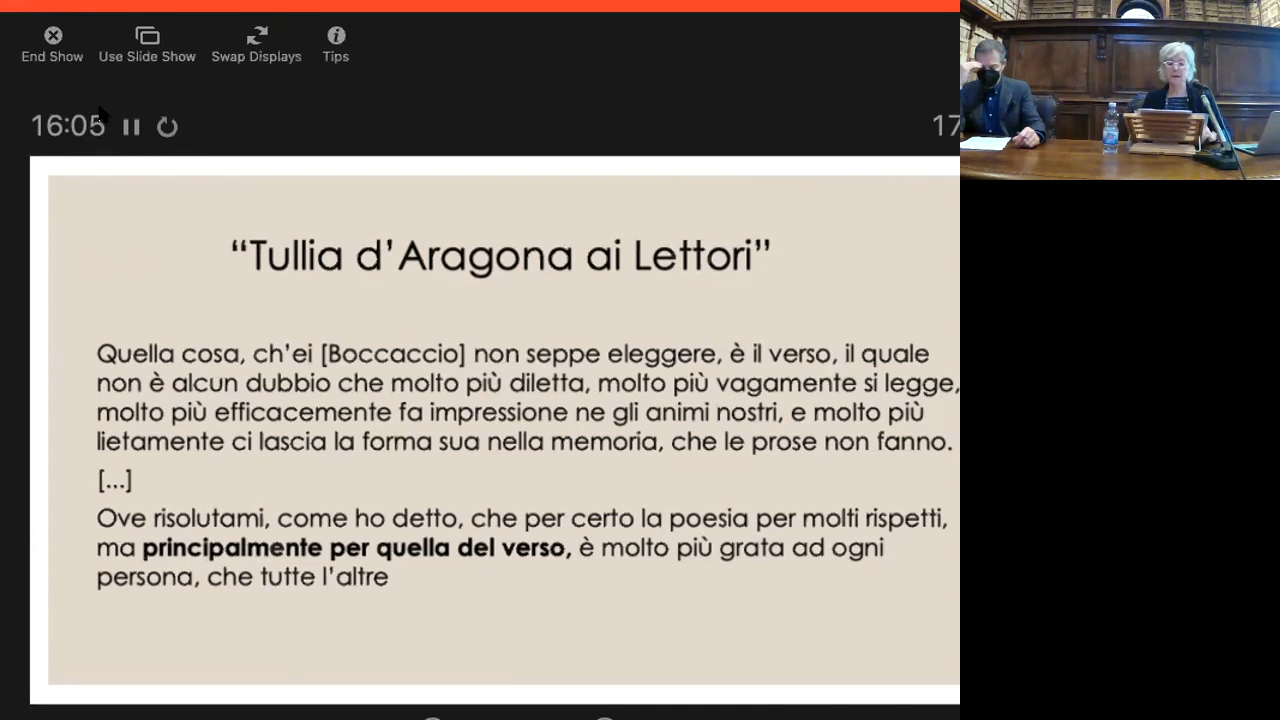 End Show Use Slide Show Swap Displays Tips
16:05 17
“Tullia d’Aragona ai Lettori”
Quella cosa, ch’ei [Boccaccio] non seppe eleggere, è il verso, il quale
non è alcun dubbio che molto più diletta, molto più vagamente si legge,
molto più efficacemente fa impressione ne gli animi nostri, e molto più
lietamente ci lascia la forma sua nella memoria, che le prose non fanno.
[...]
Ove risolutami, come ho detto, che per certo la poesia per molti rispetti,
ma principalmente per quella del verso, è molto più grata ad ogni
persona, che tutte l’altre